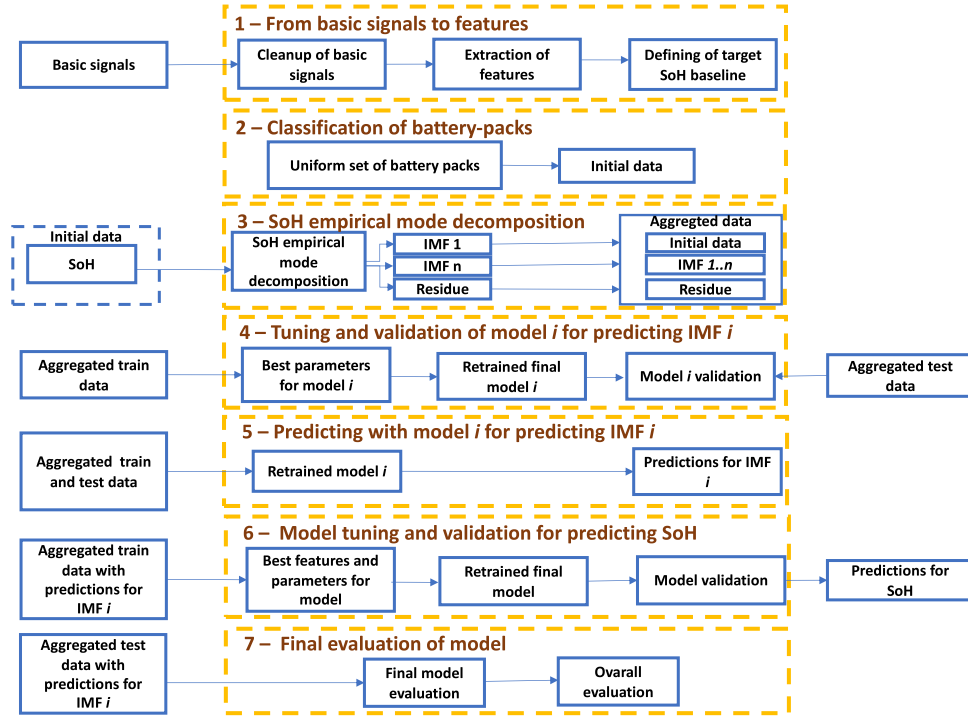 1 – From basic signals to features
Basic signals
Cleanup of basic
signals
Extraction of
features
Defining of target
SoH baseline
2 – Classification of battery-packs
Uniform set of battery packs
Initial data
3 – SoH empirical mode decomposition
Initial data
SoH
SoH empirical
mode
decomposition
IMF 1
IMF n
Residue
Aggregted data
Initial data
IMF 1..n
Residue
4 – Tuning and validation of model i for predicting IMF i
Aggregated train
data
Best parameters
for model i
Retrained final
model i
Model i validation
Aggregated test
data
5 – Predicting with model i for predicting IMF i
Aggregated train
and test data
Retrained model i
Predictions for IMF
i
6 – Model tuning and validation for predicting SoH
Aggregated train
data with
predictions for
IMF i
Best features and
parameters for
model
Retrained final
model
Model validation
Predictions for
SoH
7 – Final evaluation of model
Aggregated test
data with
predictions for
IMF i
Final model
evaluation
Ovarall
evaluation